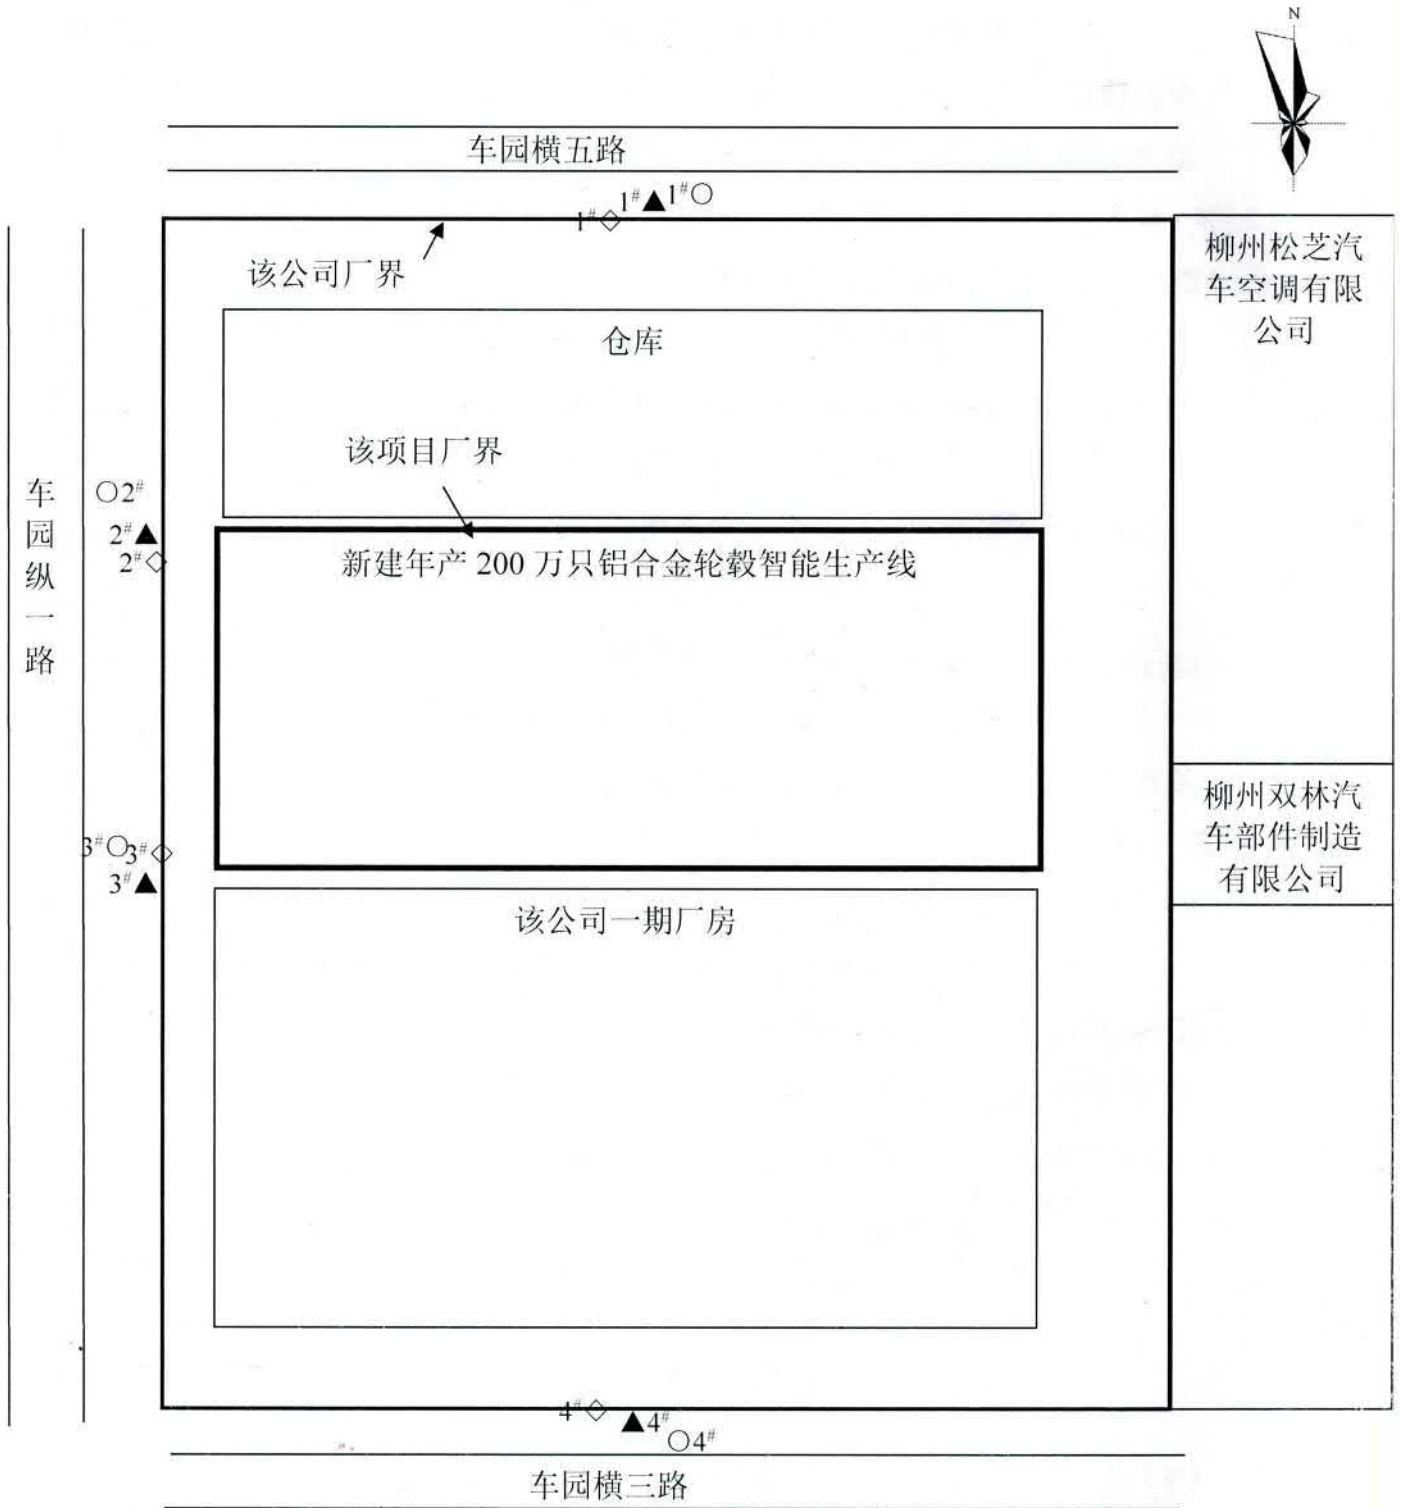 N
车园横五路
1#▲1#○
1#◇
该公司厂界
柳州松芝汽
车空调有限
公司
仓库
该项目厂界
车园纵一路
○2#
2#▲
2#◇
新建年产 200 万只铝合金轮毂智能生产线
柳州双林汽
车部件制造
有限公司
3#○3#◇
3#▲
该公司一期厂房
4#◇
▲4#
○4#
车园横三路